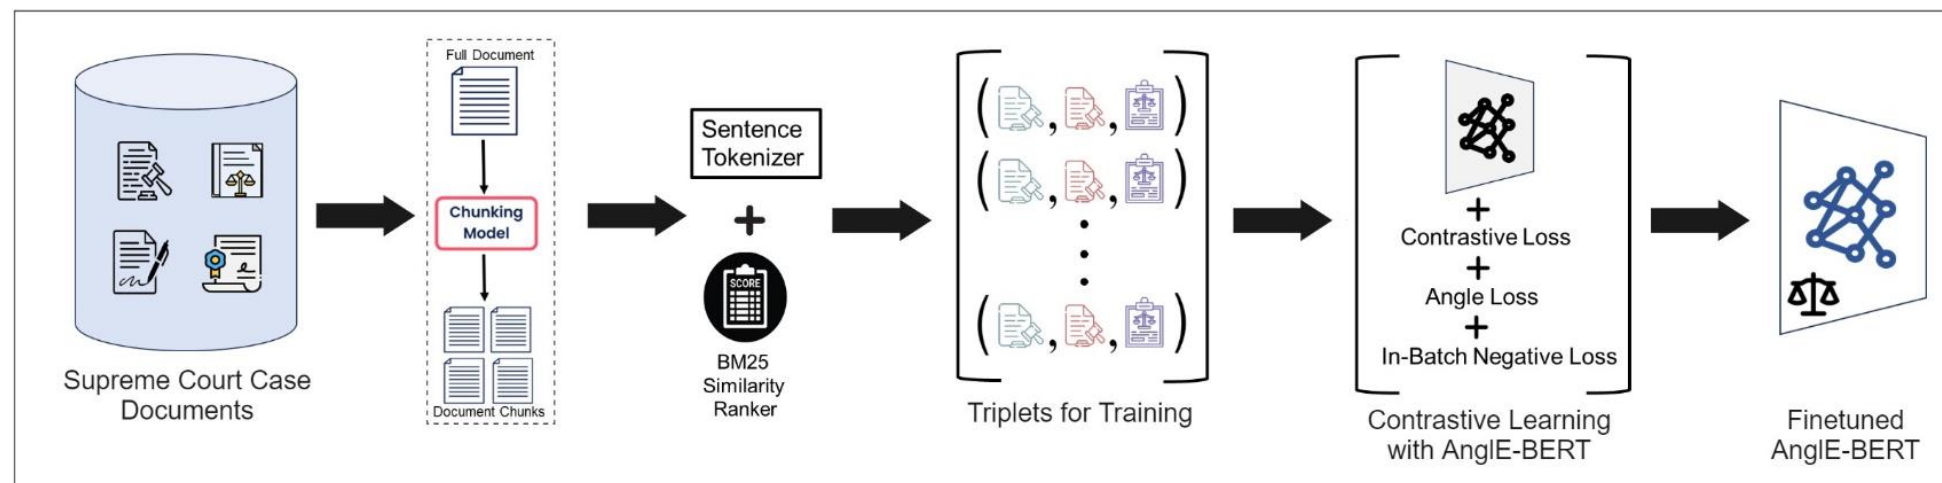 Supreme Court Case
Documents
Full Document
Chunking
Model
Document Chunks
Sentence
Tokenizer
+
SCORE
BM25
Similarity
Ranker
( , , )
( , , )
( , , )
Triplets for Training
+
Contrastive Loss
+
Angle Loss
+
In-Batch Negative Loss
Contrastive Learning
with AnglE-BERT
Finetuned
AnglE-BERT